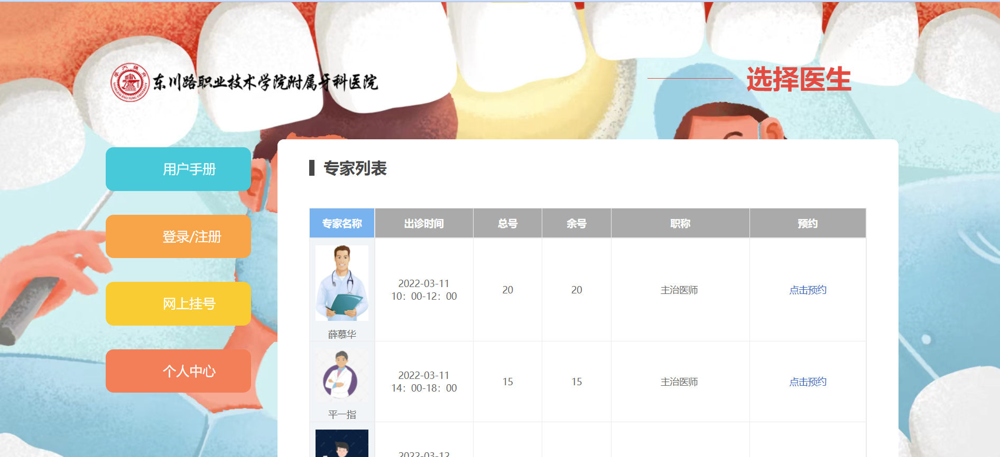 东川路职业技术学院附属牙科医院
选择医生
用户手册
登录/注册
网上挂号
个人中心
专家列表
专家名称 出诊时间 总号 余号 职称 预约
2022-03-11
10：00-12：00
20 20 主治医师 点击预约
薛慕华
2022-03-11
14：00-18：00
15 15 主治医师 点击预约
平一指
2022-03-12